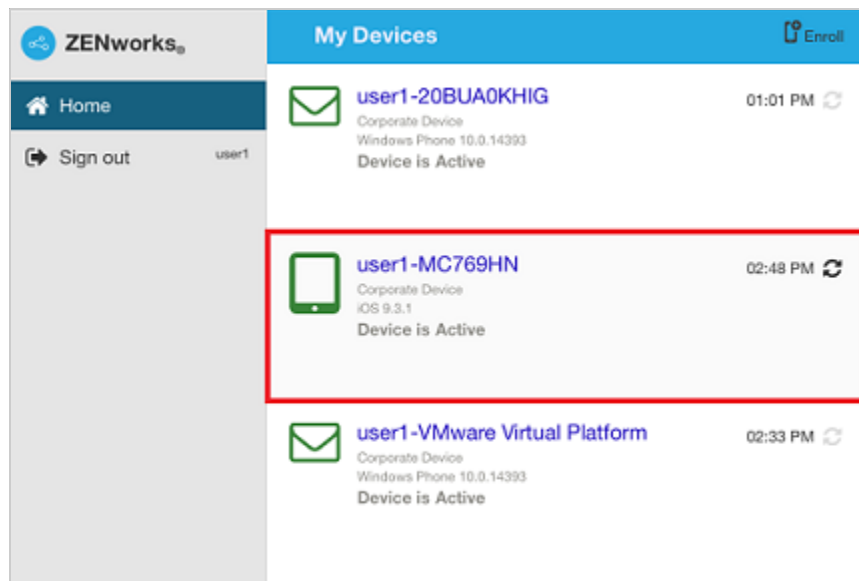 ZENworks®
Home
Sign out
user1
My Devices
Enroll
user1-20BUA0KHIG
01:01 PM
Corporate Device
Windows Phone 10.0.14393
Device is Active
user1-MC769HN
02:48 PM
Corporate Device
iOS 9.3.1
Device is Active
user1-VMware Virtual Platform
02:33 PM
Corporate Device
Windows Phone 10.0.14393
Device is Active